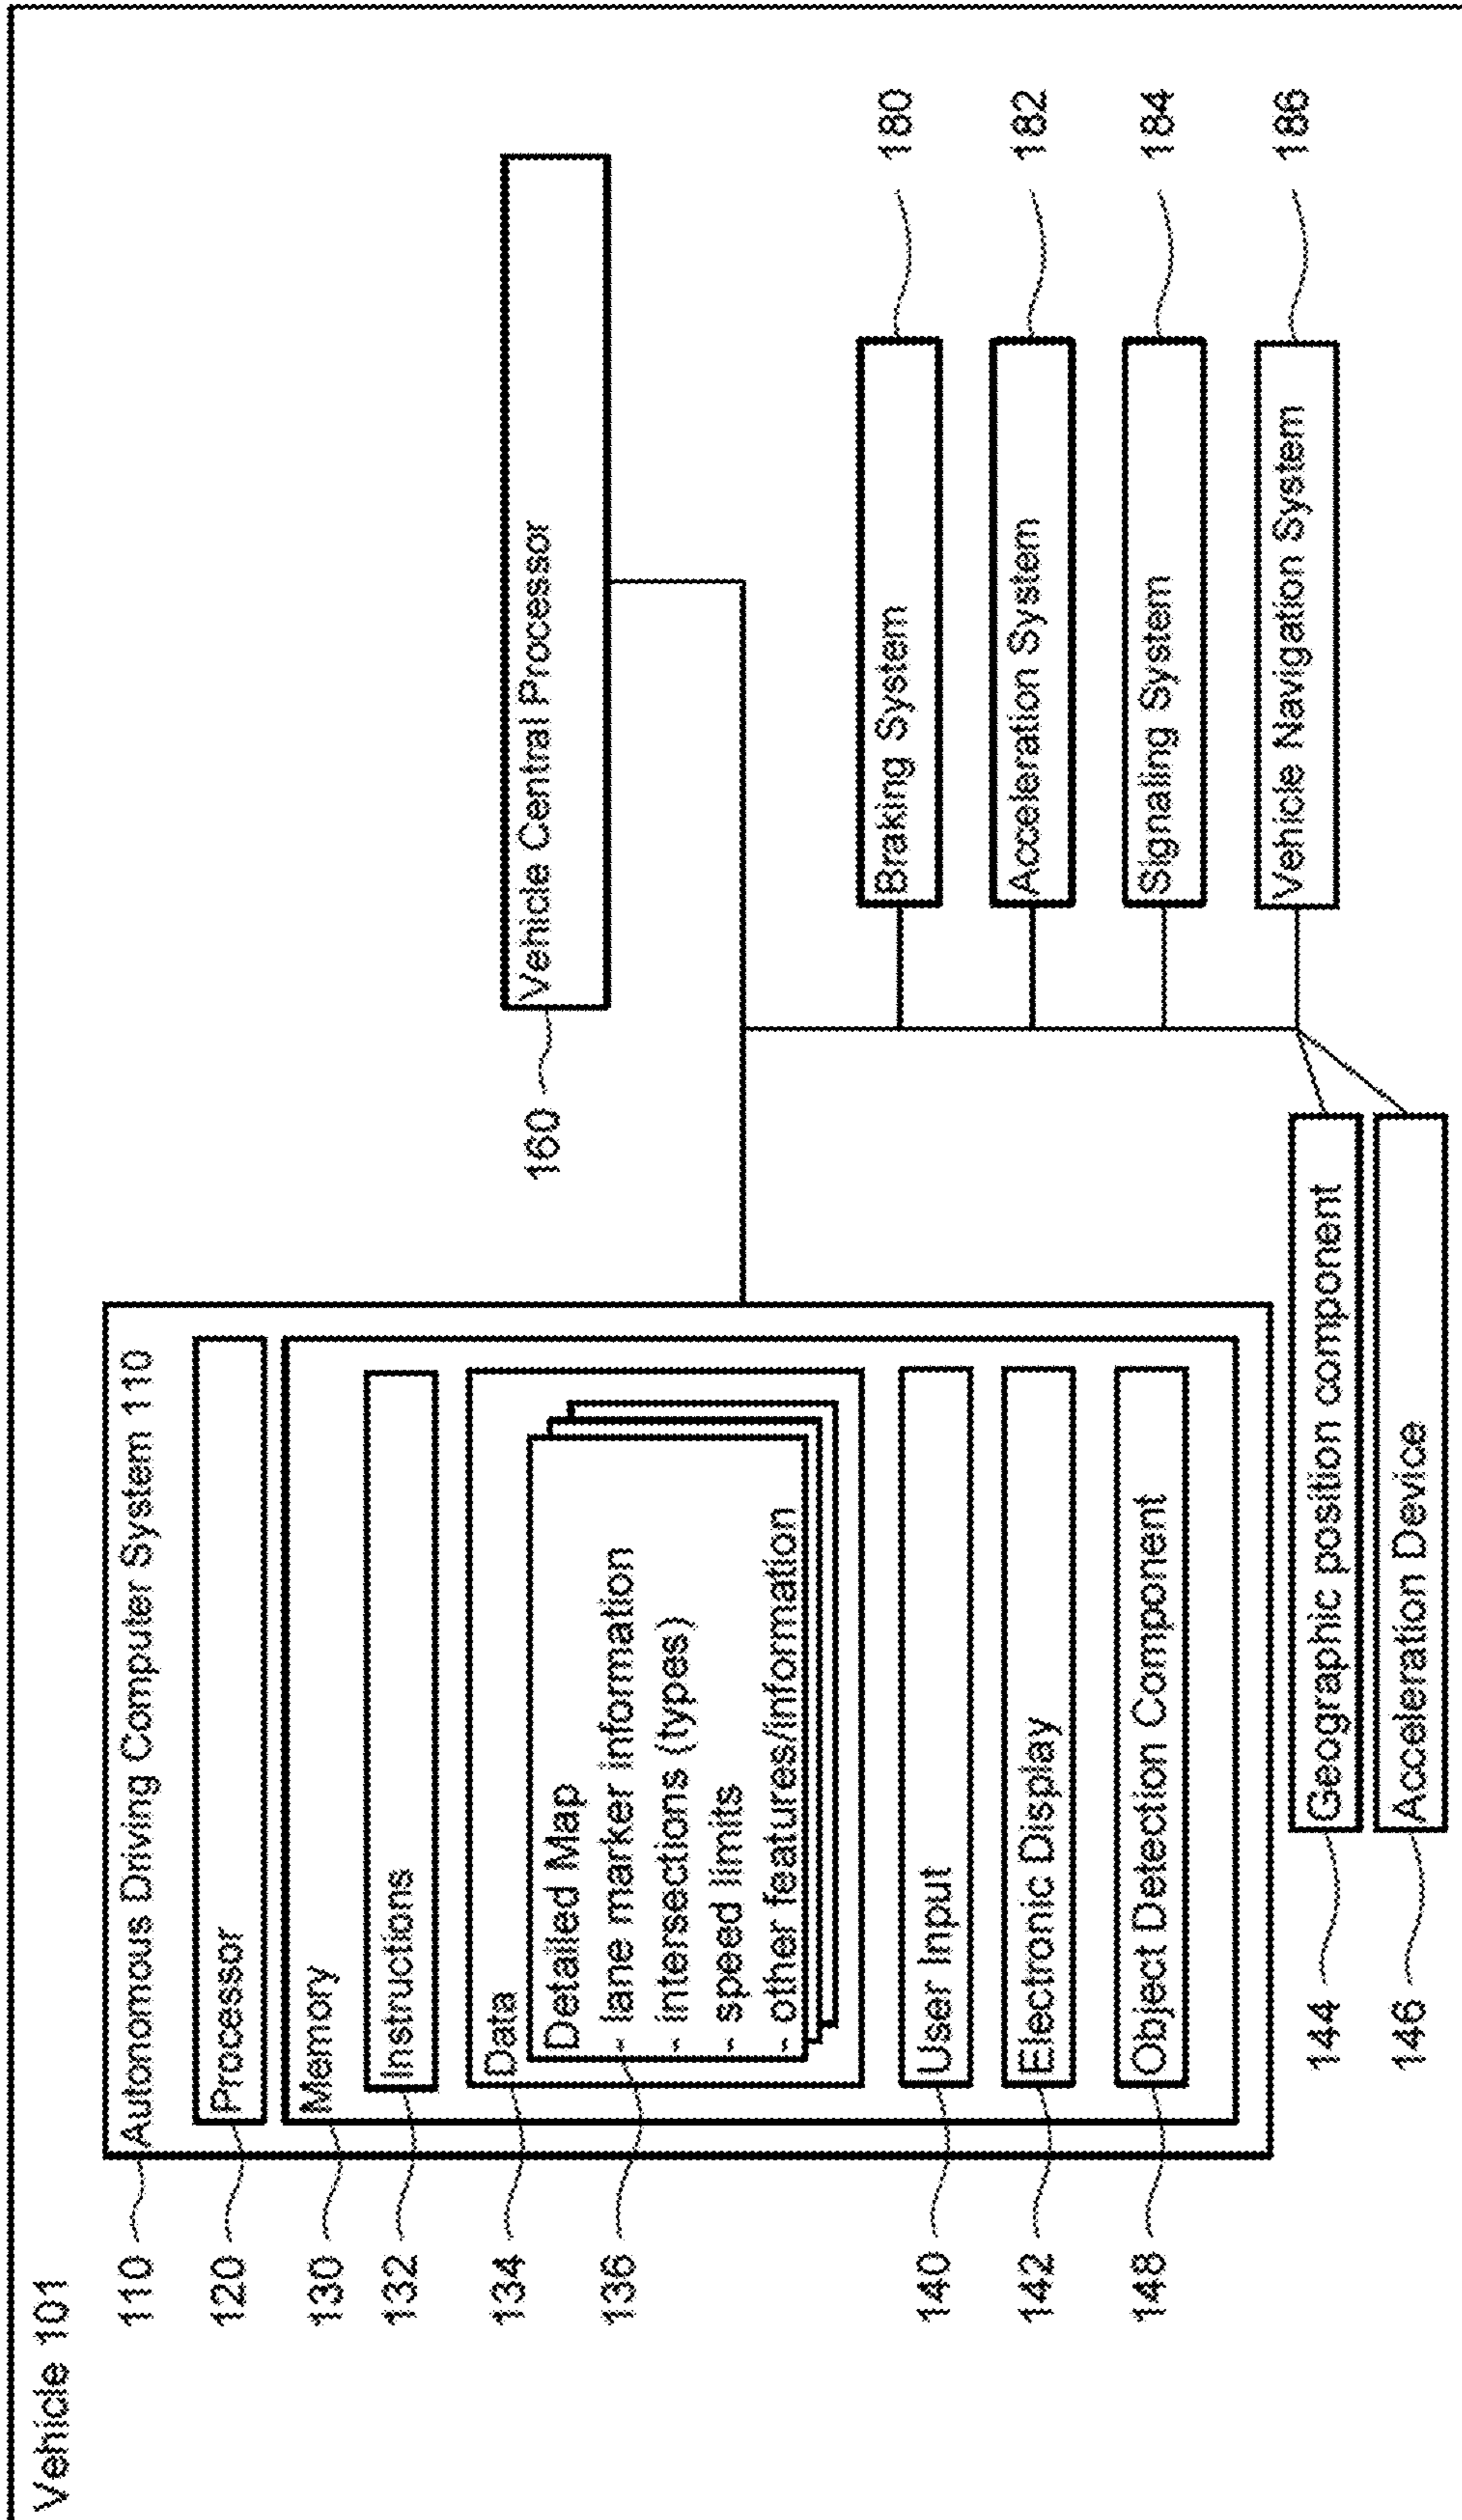 Vehicle 101
110
Autonomous Driving Computer System 110
120
Processor
130
Memory
132
Instructions
134
Data
136
Detailed Map
- lane marker information
- intersections (types)
- speed limits
- other features/information
140
User Input
142
Electronic Display
148
Object Detection Component
144
Geographic position component
146
Acceleration Device
160
Vehicle Central Processor
Braking System
180
Acceleration System
182
Signaling System
184
Vehicle Navigation System
186